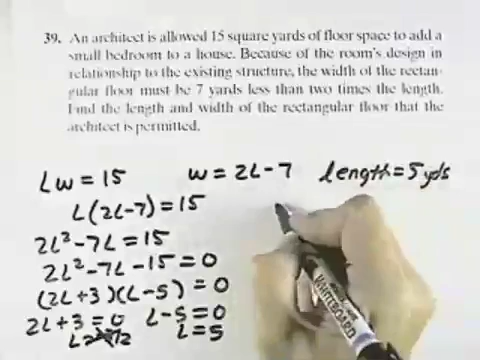 39. An architect is allowed 15 square yards of floor space to add a
small bedroom to a house. Because of the room's design in
relationship to the existing structure, the width of the rectan-
gular floor must be 7 yards less than two times the length.
Find the length and width of the rectangular floor that the
architect is permitted.
LW = 15 W = 2L - 7 length = 5 yds
L(2L-7) = 15
2L² - 7L = 15
2L² - 7L - 15 = 0
(2L + 3)(L - 5) = 0
2L + 3 = 0 L - 5 = 0
L = 5
WHITEBOARD